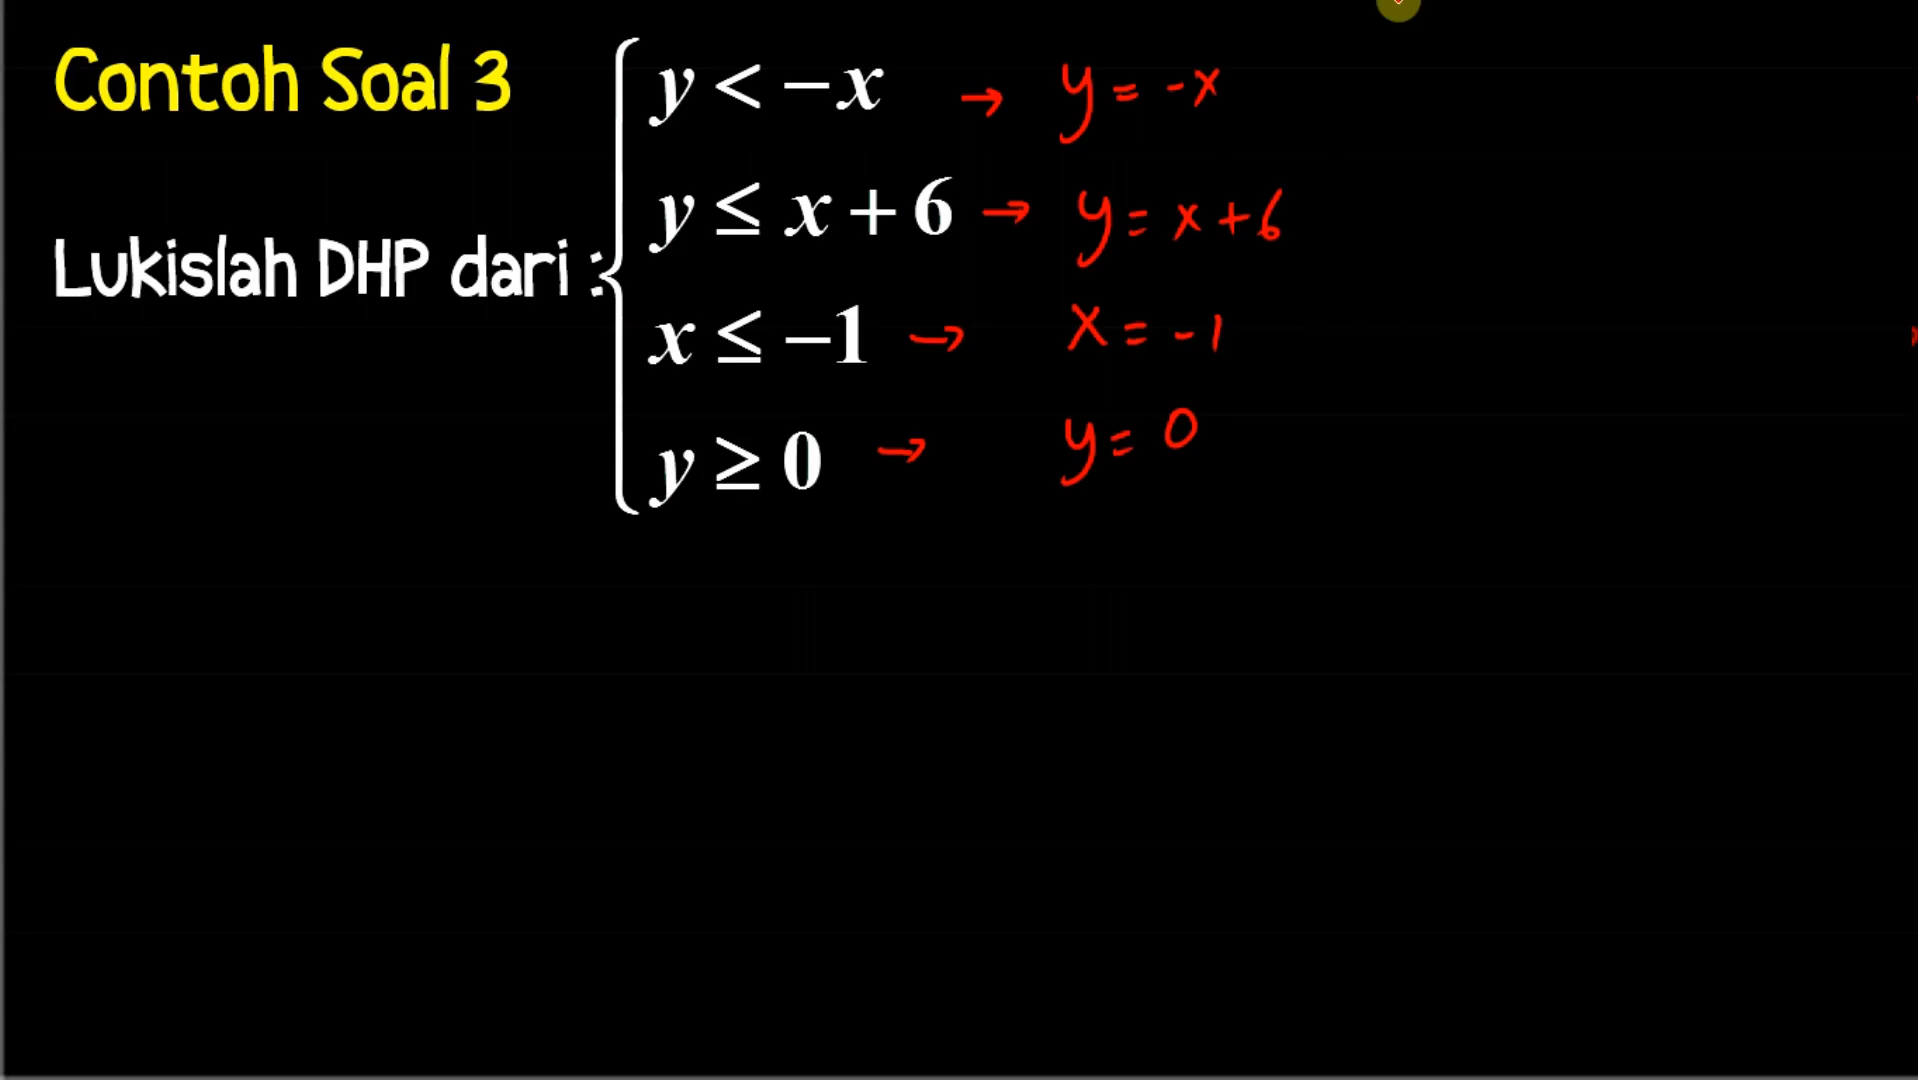 Contoh Soal 3
Lukislah DHP dari :
y < −x → y = -x
y ≤ x + 6 → y = x + 6
x ≤ −1 → x = -1
y ≥ 0 → y = 0